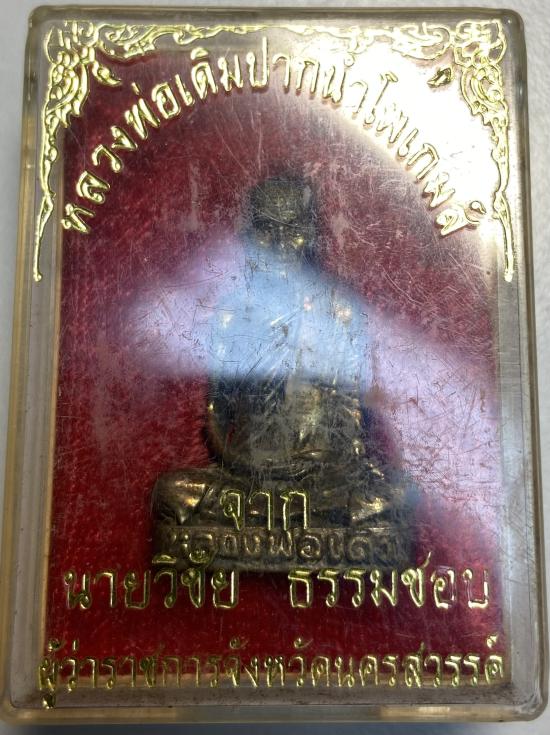 หลวงพ่อเดิมปากน้ำโพเกมส์
จาก
หลวงพ่อเดิม
นายวิชัย ธรรมชอบ
ผู้ว่าราชการจังหวัดนครสวรรค์